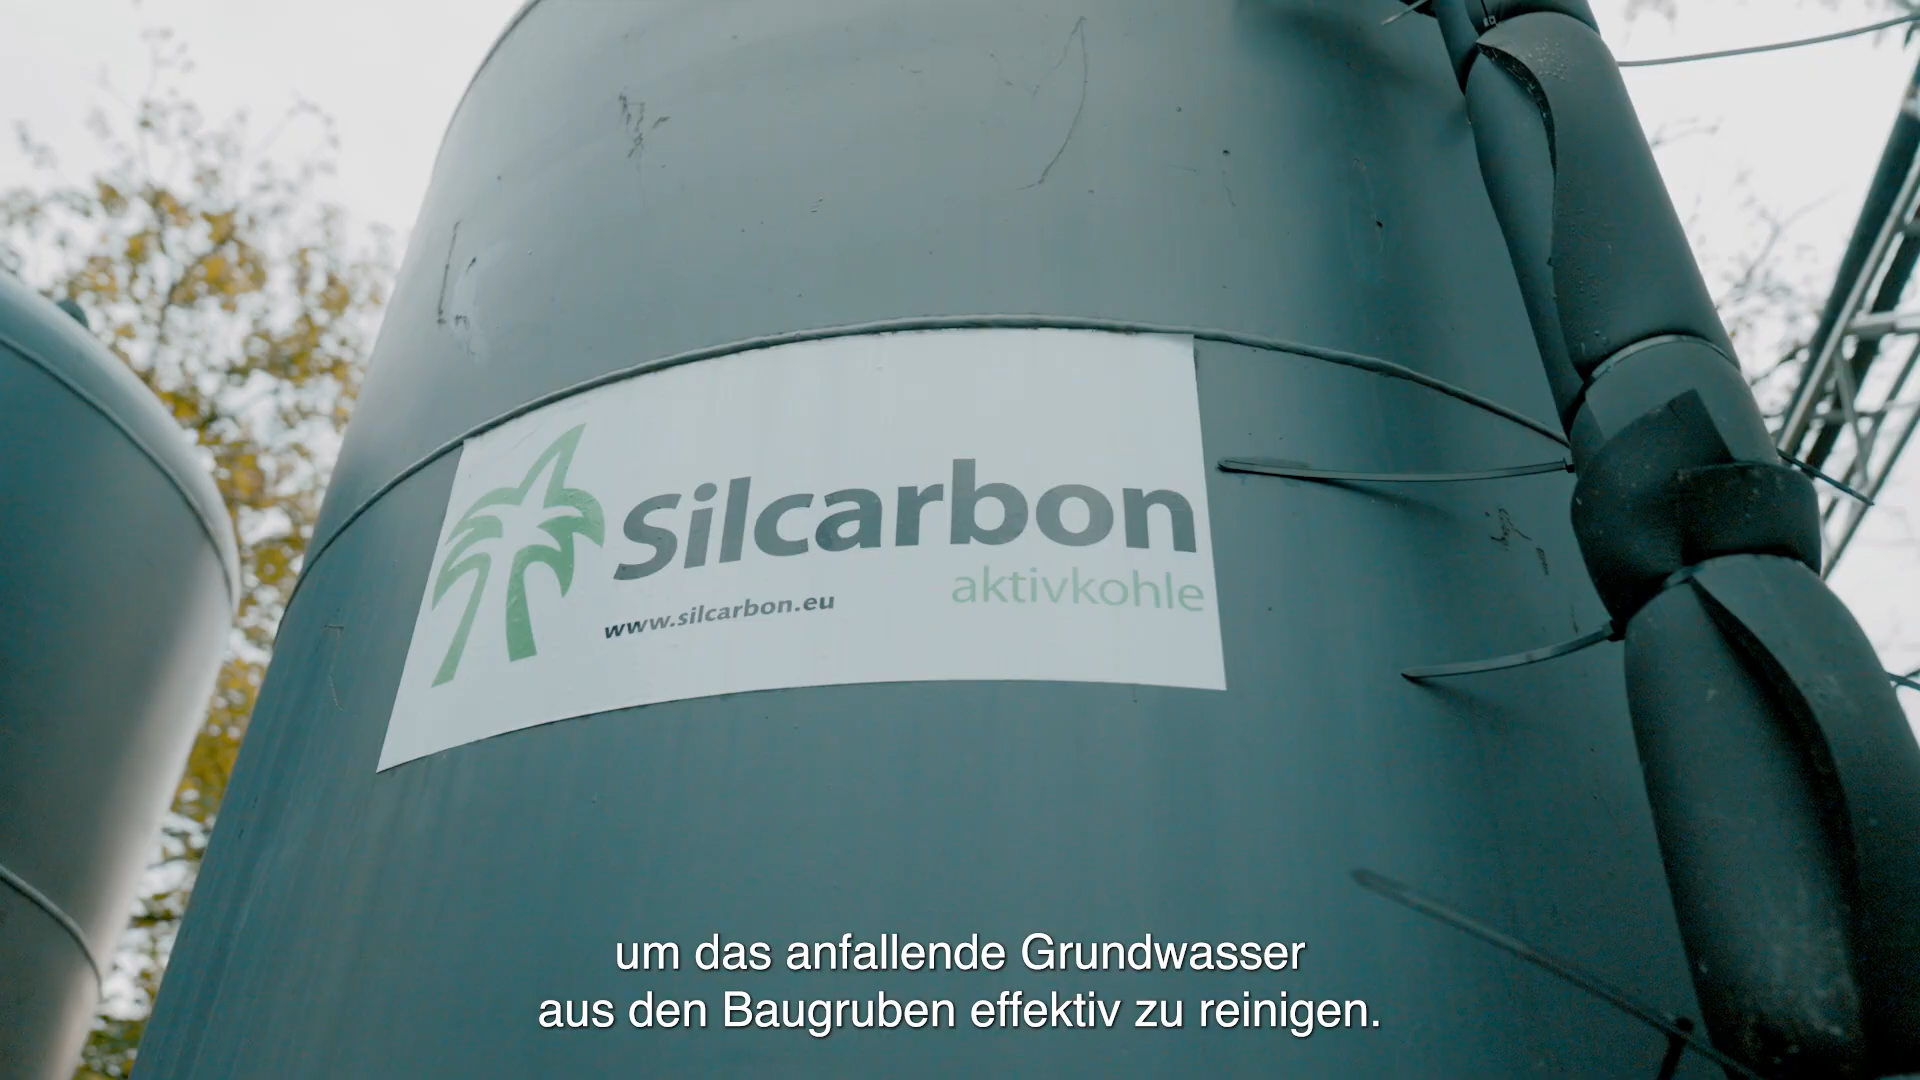 Silcarbon
aktivkohle
www.silcarbon.eu
um das anfallende Grundwasser
aus den Baugruben effektiv zu reinigen.